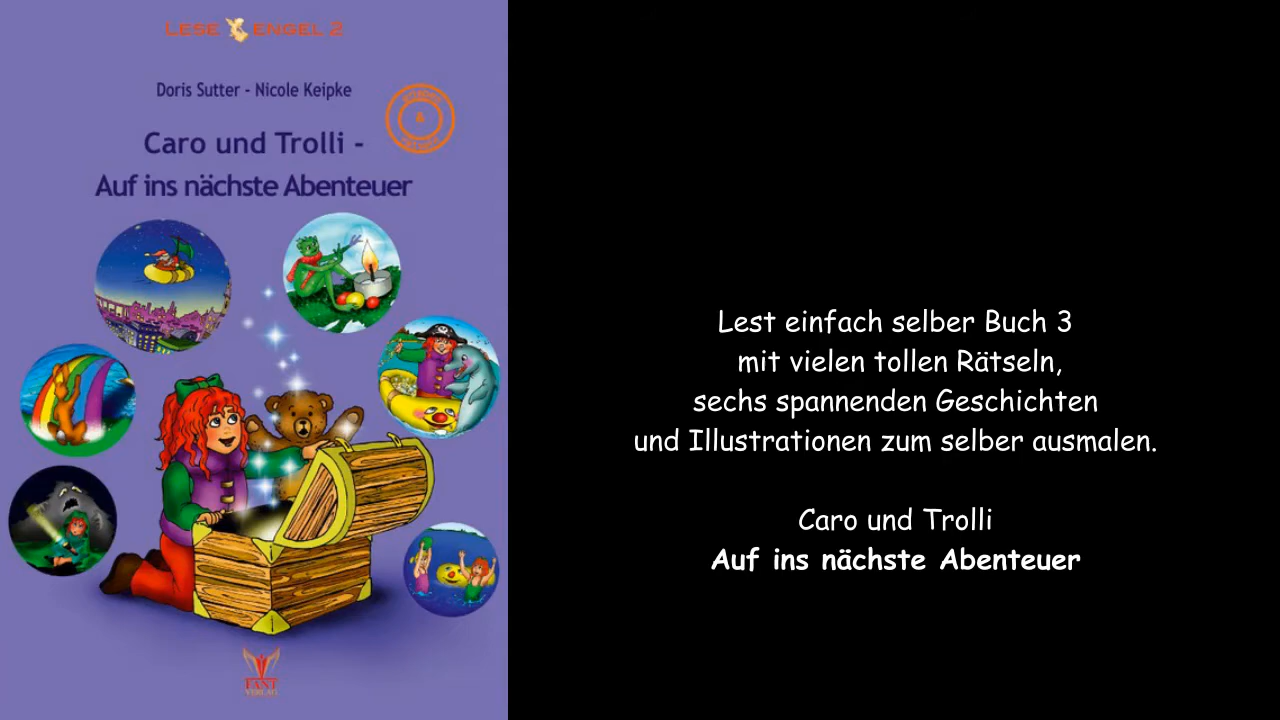 LESE ENGEL 2
Doris Sutter - Nicole Keipke
Caro und Trolli -
Auf ins nächste Abenteuer
FANT
VERLAG
Lest einfach selber Buch 3
mit vielen tollen Rätseln,
sechs spannenden Geschichten
und Illustrationen zum selber ausmalen.
Caro und Trolli
Auf ins nächste Abenteuer